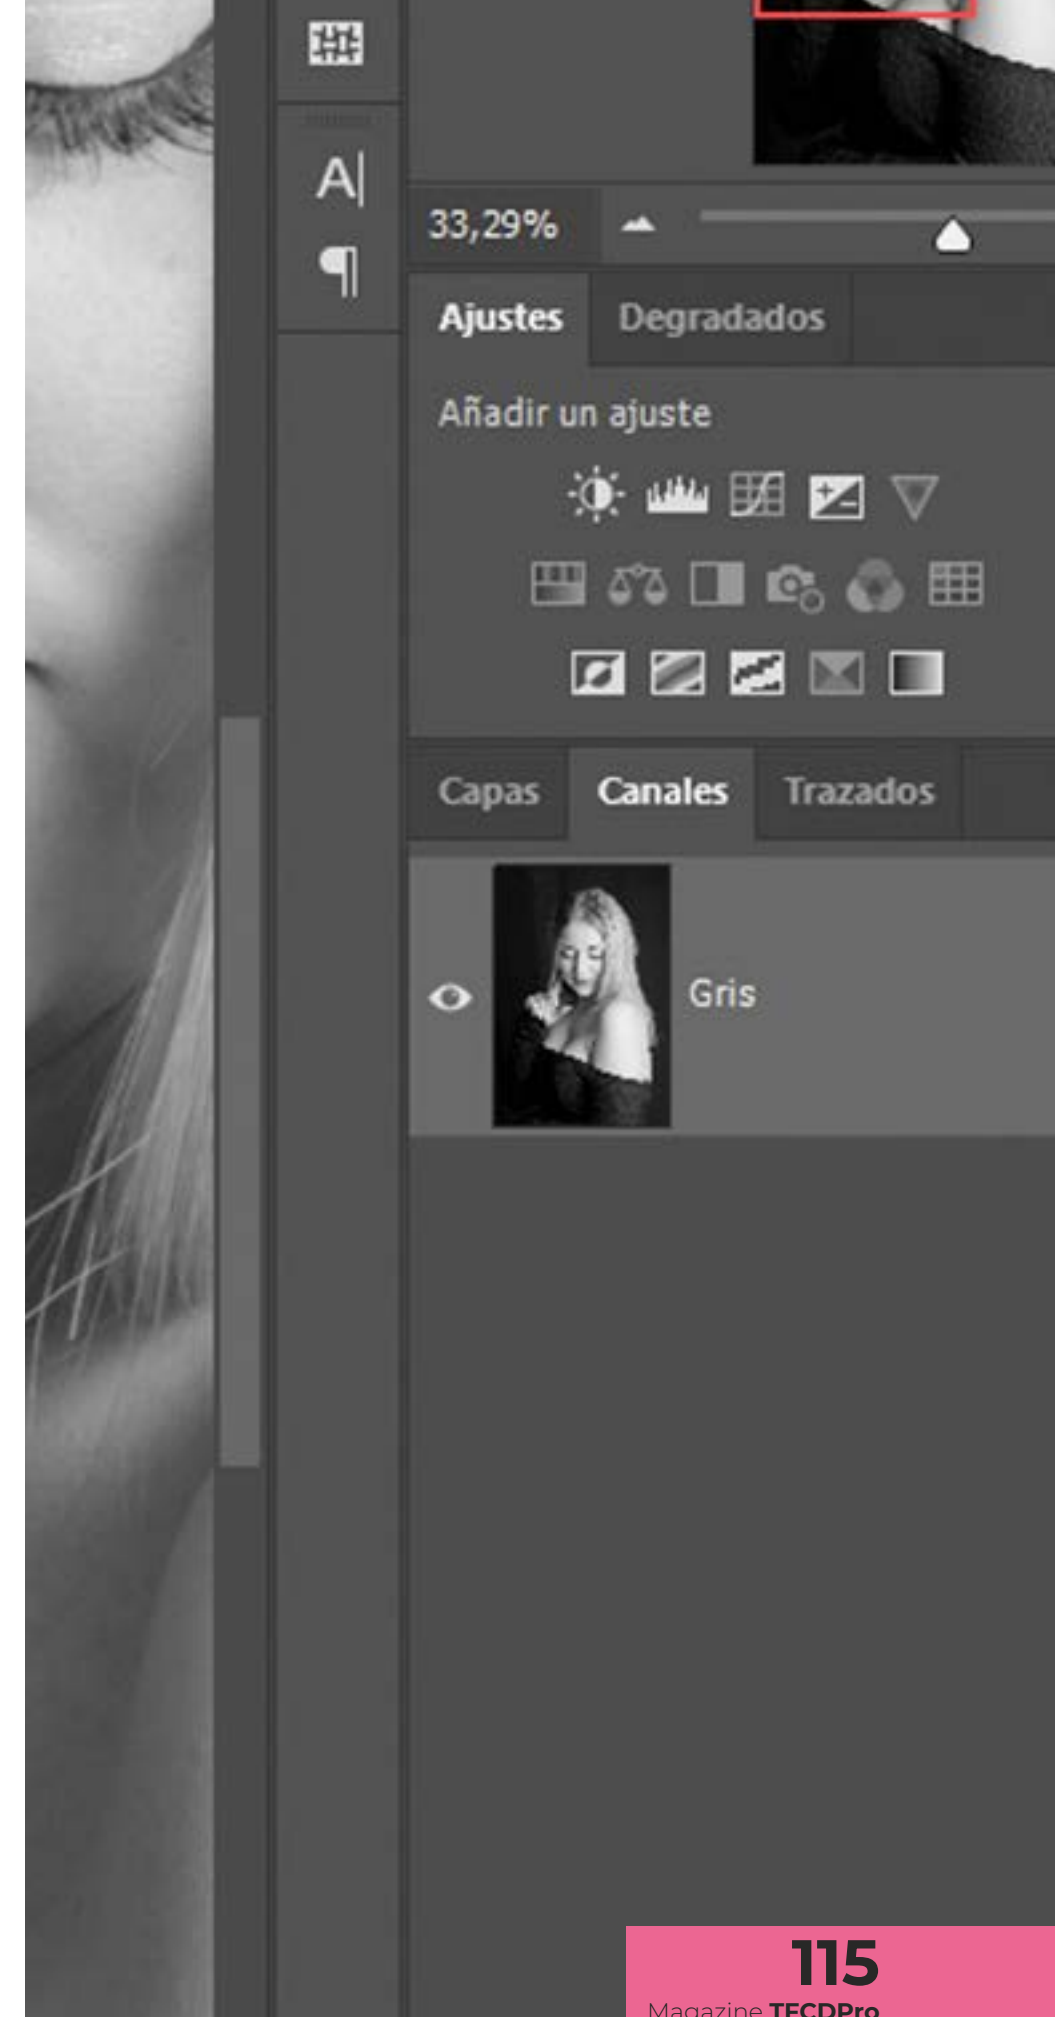 A|
¶
33,29%
Ajustes Degradados
Añadir un ajuste
Capas Canales Trazados
Gris
115
Magazine TECDPro